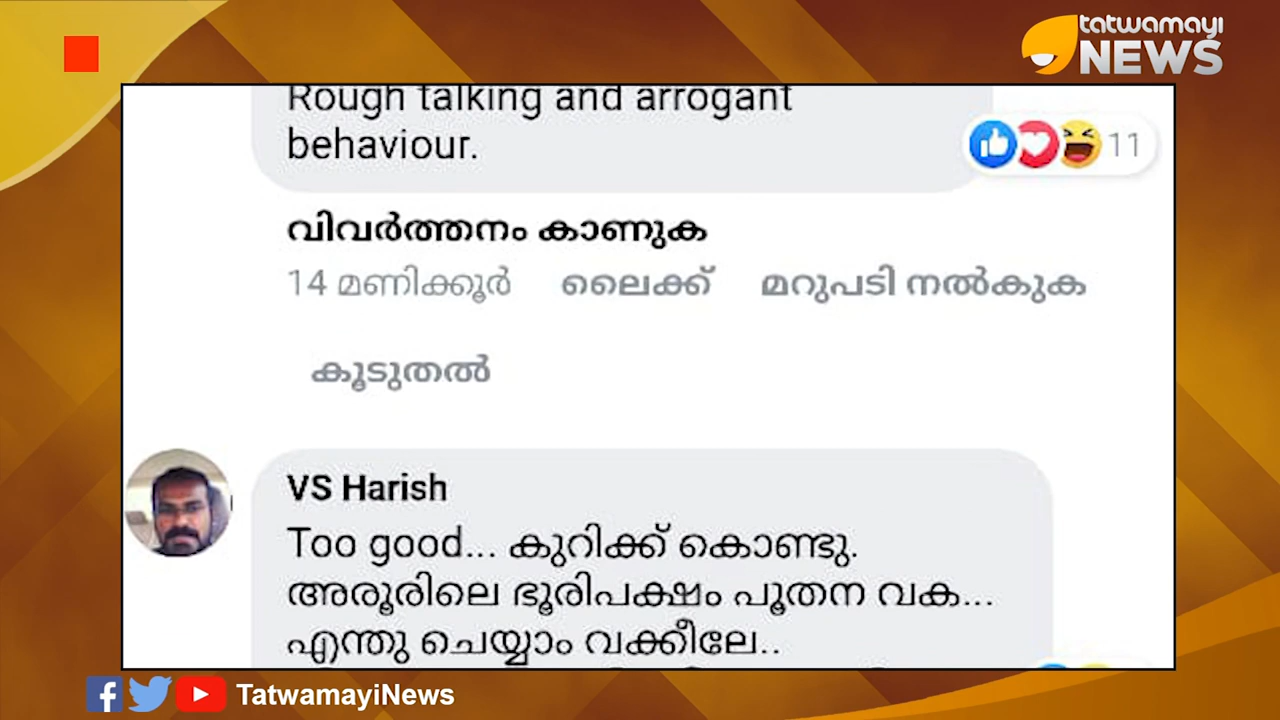 tatwamayi
NEWS
Rough talking and arrogant
behaviour.
11
വിവർത്തനം കാണുക
14 മണിക്കൂർ ലൈക്ക് മറുപടി നൽകുക
കൂടുതൽ
VS Harish
Too good... കുറിക്ക് കൊണ്ടു.
അരൂരിലെ ഭൂരിപക്ഷം പൂതന വക...
എന്തു ചെയ്യാം വക്കീലേ..
TatwamayiNews